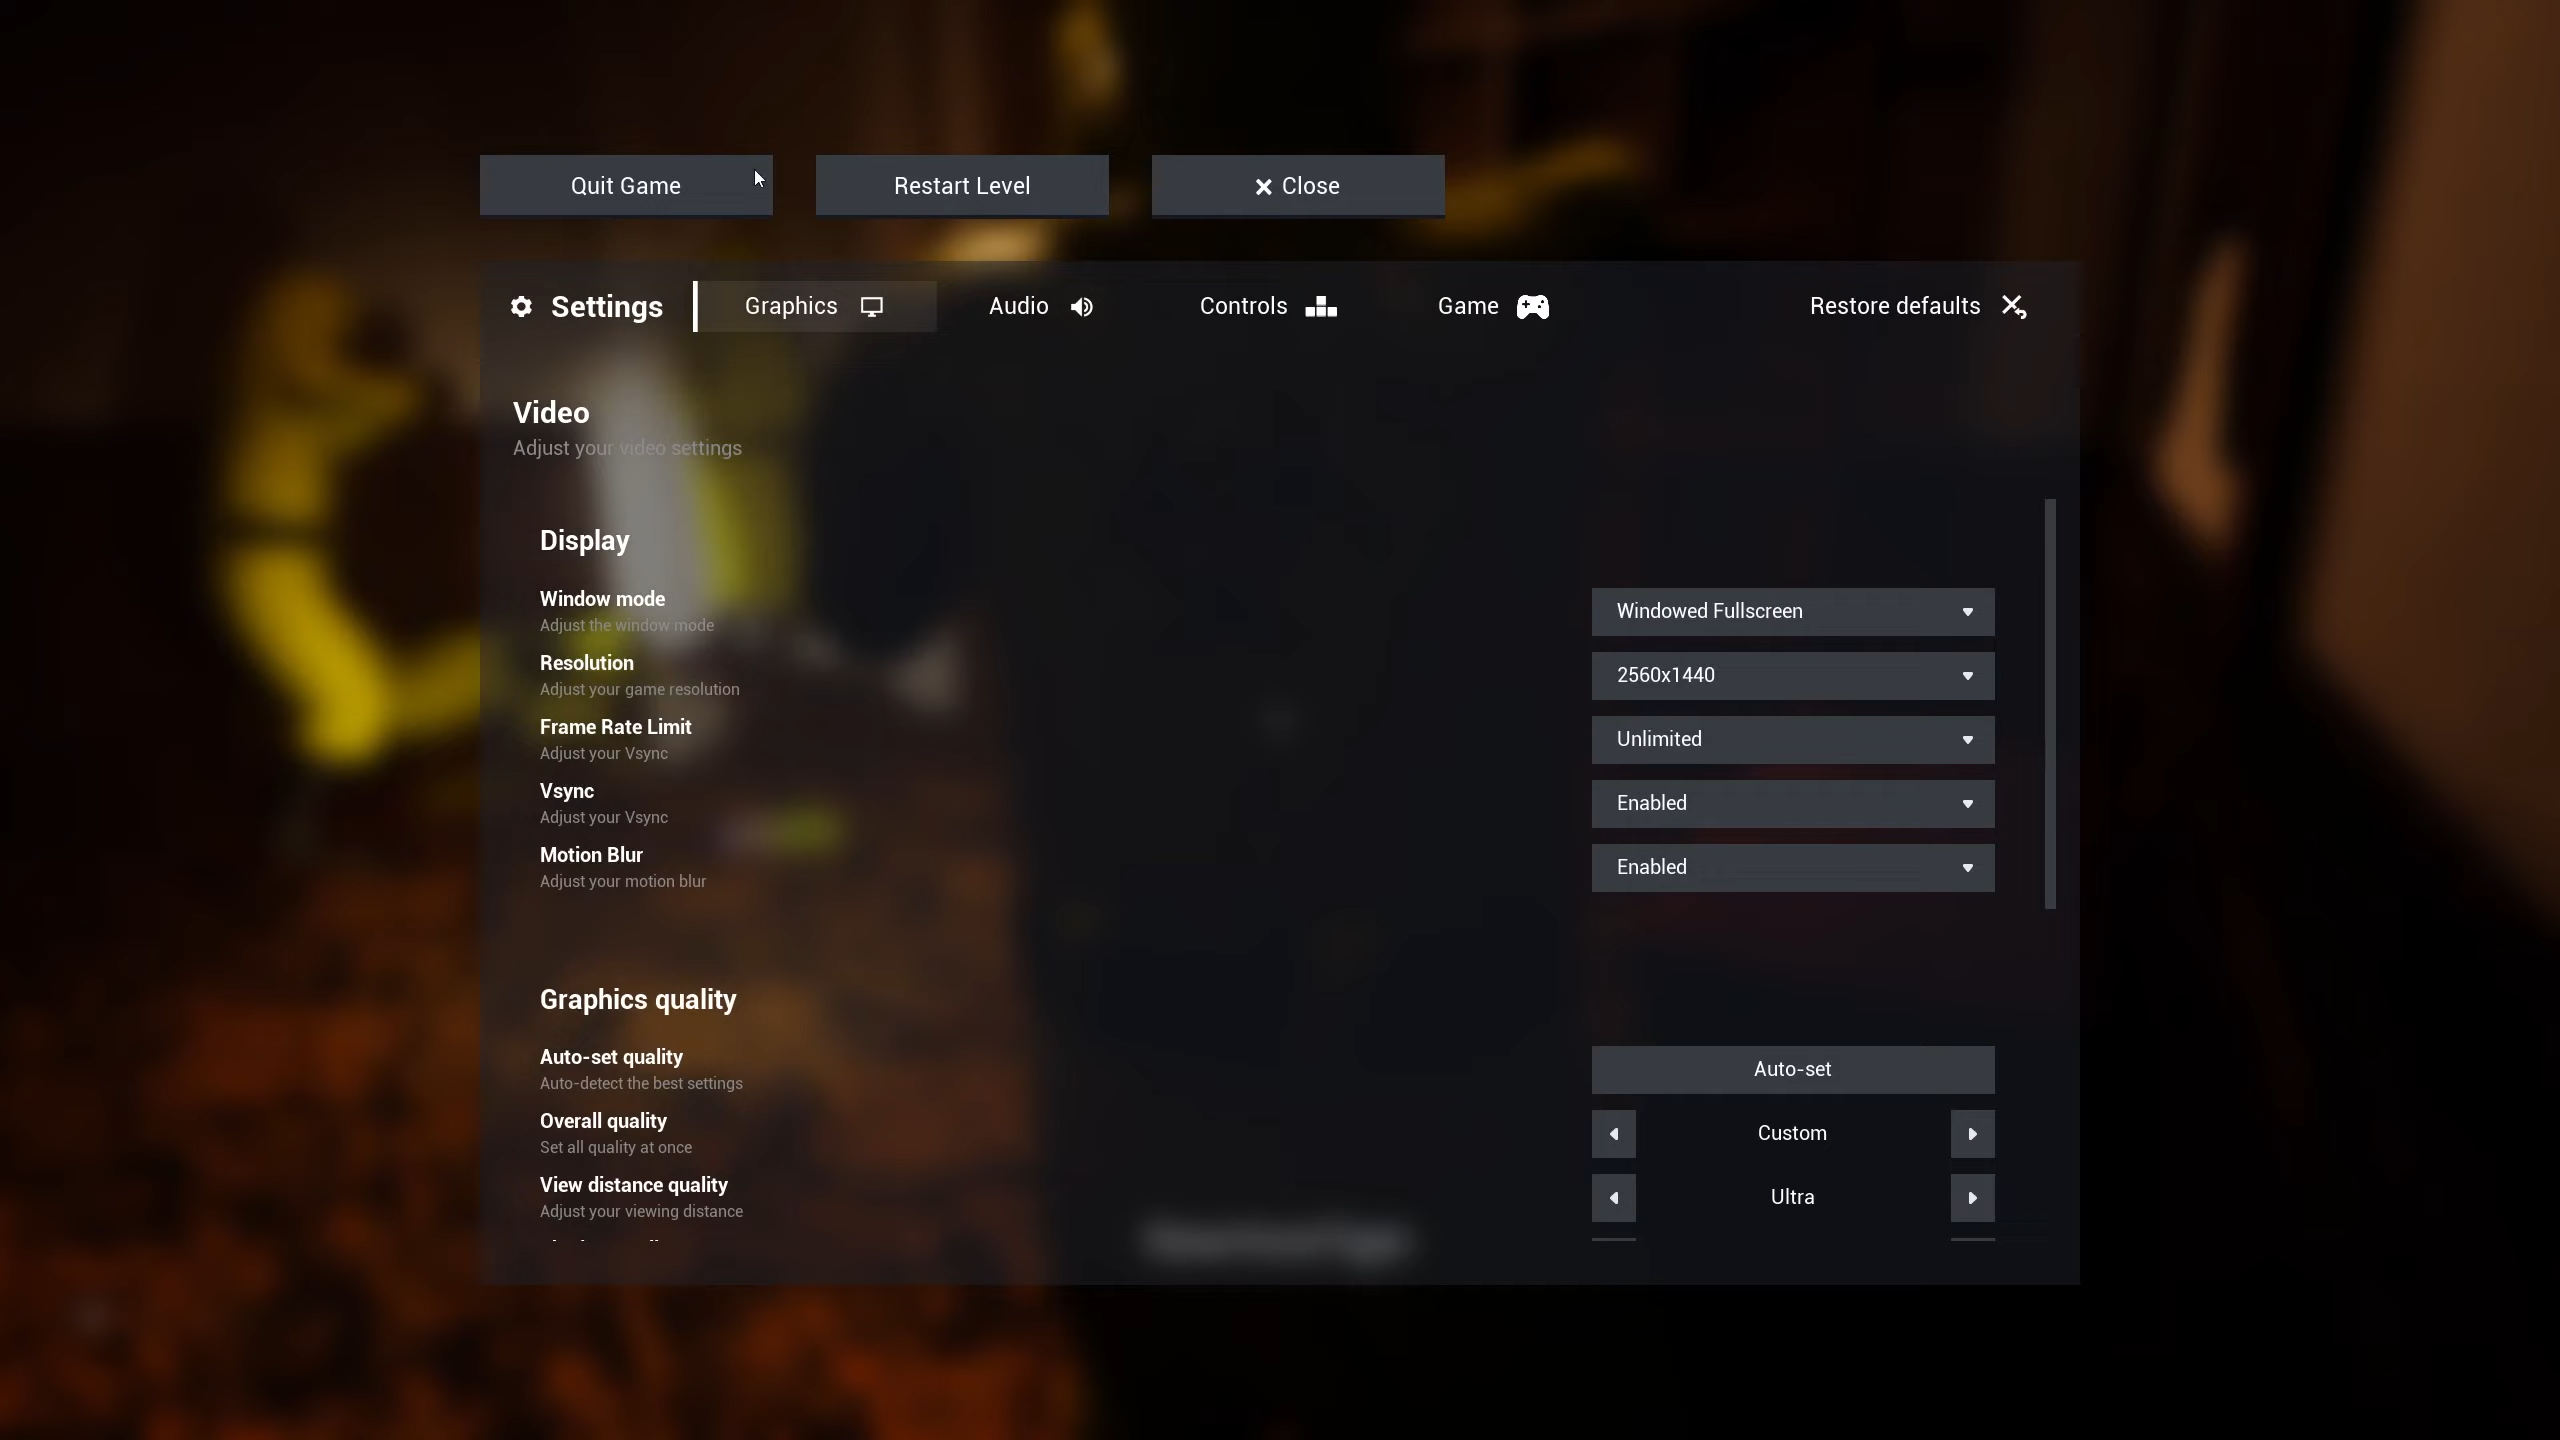 Quit Game
Restart Level
Close
Settings
Graphics
Audio
Controls
Game
Restore defaults
Video
Adjust your video settings
Display
Window mode
Adjust the window mode
Windowed Fullscreen
Resolution
Adjust your game resolution
2560x1440
Frame Rate Limit
Adjust your Vsync
Unlimited
Vsync
Adjust your Vsync
Enabled
Motion Blur
Adjust your motion blur
Enabled
Graphics quality
Auto-set quality
Auto-detect the best settings
Auto-set
Overall quality
Set all quality at once
Custom
View distance quality
Adjust your viewing distance
Ultra